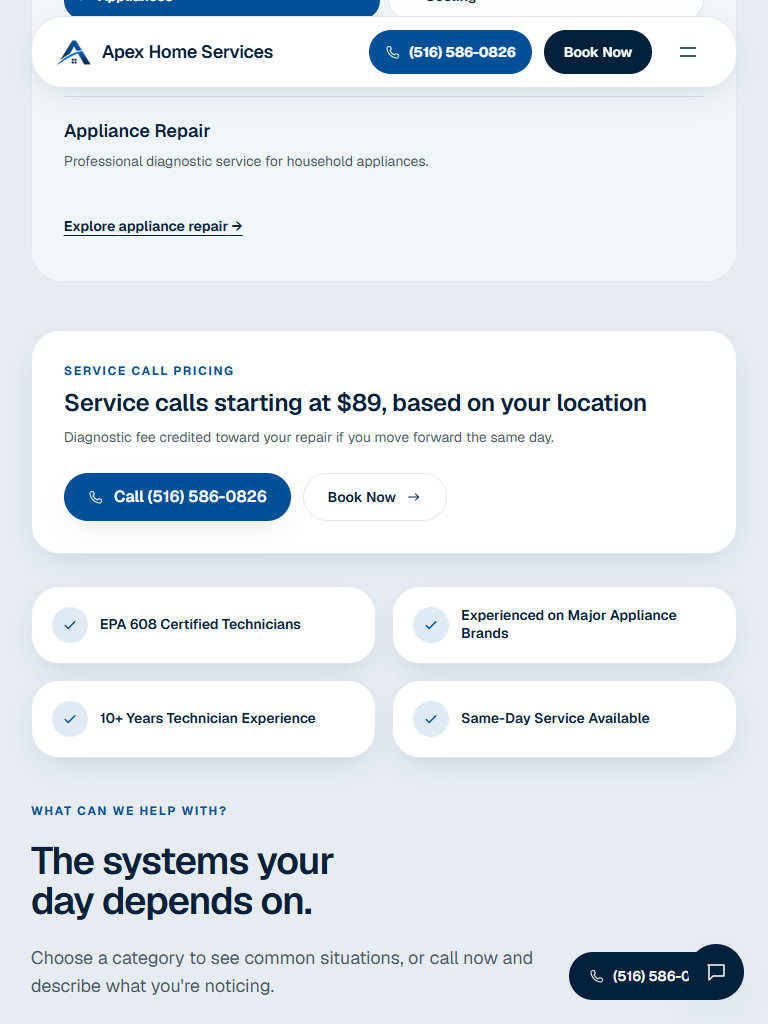 Apex Home Services
(516) 586-0826
Book Now
Appliance Repair
Professional diagnostic service for household appliances.
Explore appliance repair →
SERVICE CALL PRICING
Service calls starting at $89, based on your location
Diagnostic fee credited toward your repair if you move forward the same day.
Call (516) 586-0826
Book Now →
EPA 608 Certified Technicians
Experienced on Major Appliance
Brands
10+ Years Technician Experience
Same-Day Service Available
WHAT CAN WE HELP WITH?
The systems your
day depends on.
Choose a category to see common situations, or call now and
describe what you're noticing.
(516) 586-0